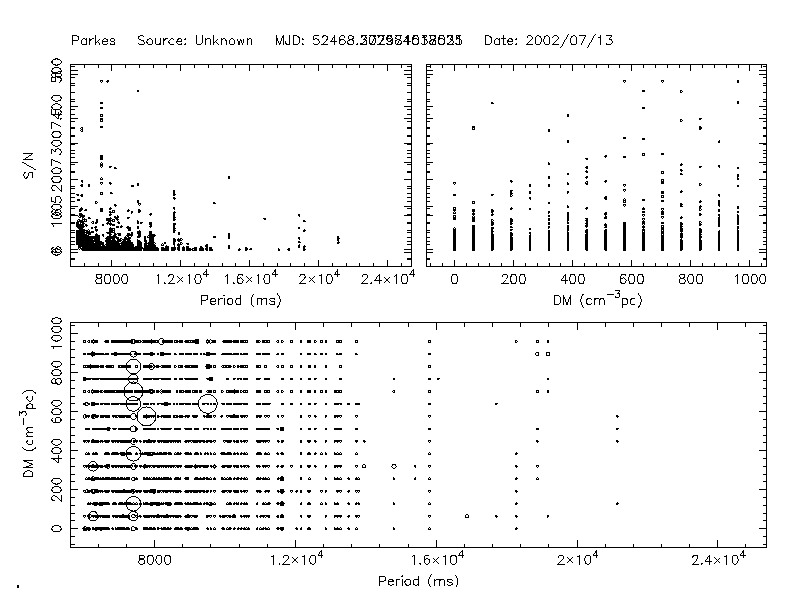 Parkes Source: Unknown MJD: Date: 2002/07/13
S/N
8000 1.2×10⁴ 1.6×10⁴ 2×10⁴ 2.4×10⁴
0 200 400 600 800 1000
Period (ms)
DM (cm⁻³pc)
1000
800
600
400
200
0
DM (cm⁻³pc)
8000 1.2×10⁴ 1.6×10⁴ 2×10⁴ 2.4×10⁴
Period (ms)